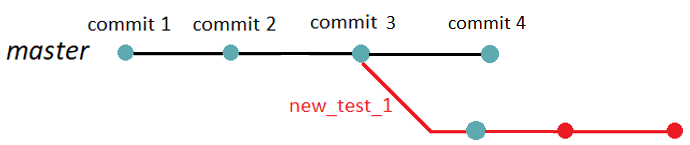 commit 1
commit 2
commit 3
commit 4
master
new_test_1